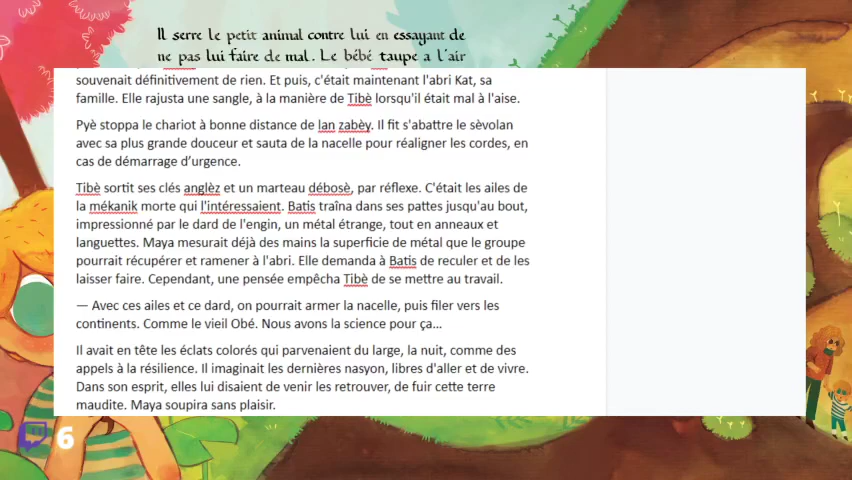 Il serre le petit animal contre lui en essayant de
ne pas lui faire de mal. Le bébé taupe a l'air
souvenait définitivement de rien. Et puis, c'était maintenant l'abri Kat, sa
famille. Elle rajusta une sangle, à la manière de Tibè lorsqu'il était mal à l'aise.
Pyè stoppa le chariot à bonne distance de lan zabèy. Il fit s'abattre le sèvolan
avec sa plus grande douceur et sauta de la nacelle pour réaligner les cordes, en
cas de démarrage d'urgence.
Tibè sortit ses clés anglèz et un marteau débosè, par réflexe. C'était les ailes de
la mékanik morte qui l'intéressaient. Batis traîna dans ses pattes jusqu'au bout,
impressionné par le dard de l'engin, un métal étrange, tout en anneaux et
languettes. Maya mesurait déjà des mains la superficie de métal que le groupe
pourrait récupérer et ramener à l'abri. Elle demanda à Batis de reculer et de les
laisser faire. Cependant, une pensée empêcha Tibè de se mettre au travail.
— Avec ces ailes et ce dard, on pourrait armer la nacelle, puis filer vers les
continents. Comme le vieil Obé. Nous avons la science pour ça…
Il avait en tête les éclats colorés qui parvenaient du large, la nuit, comme des
appels à la résilience. Il imaginait les dernières nasyon, libres d'aller et de vivre.
Dans son esprit, elles lui disaient de venir les retrouver, de fuir cette terre
maudite. Maya soupira sans plaisir.
6